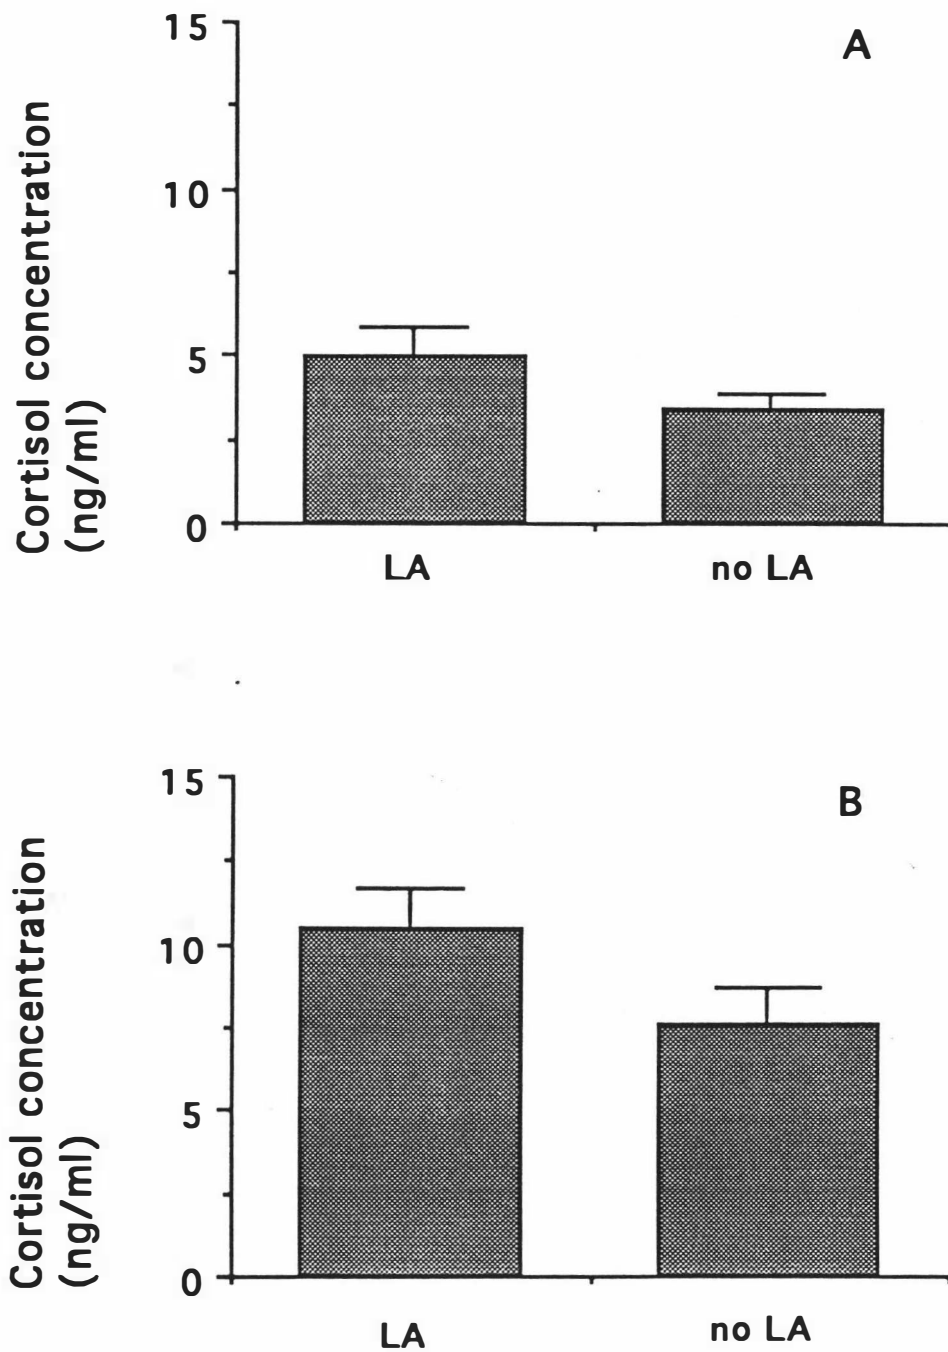 A
15
10
5
0
Cortisol concentration
(ng/ml)
LA
no LA
B
15
10
5
0
Cortisol concentration
(ng/ml)
LA
no LA